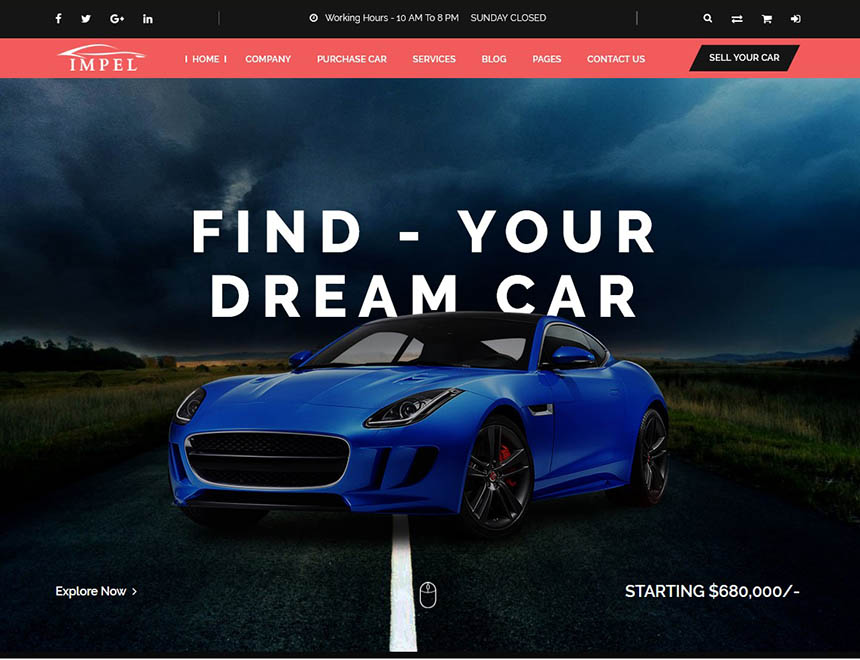 Working Hours - 10 AM To 8 PM SUNDAY CLOSED
IMPEL
HOME COMPANY PURCHASE CAR SERVICES BLOG PAGES CONTACT US SELL YOUR CAR
FIND - YOUR
DREAM CAR
Explore Now
STARTING $680,000/-